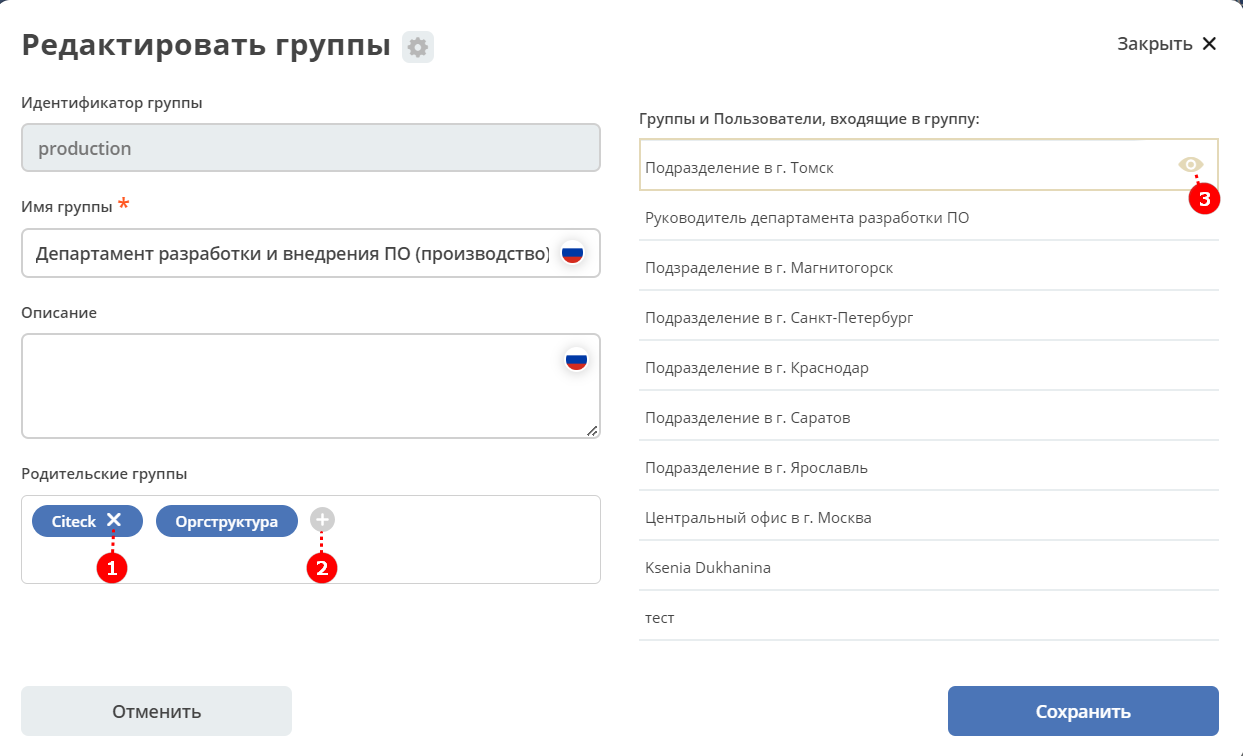 Редактировать группы
Закрыть
Идентификатор группы
production
Имя группы *
Департамент разработки и внедрения ПО (производство)
Описание
Родительские группы
Citeck
Оргструктура
1
2
Группы и Пользователи, входящие в группу:
Подразделение в г. Томск
3
Руководитель департамента разработки ПО
Подзраделение в г. Магнитогорск
Подразделение в г. Санкт-Петербург
Подразделение в г. Краснодар
Подразделение в г. Саратов
Подразделение в г. Ярославль
Центральный офис в г. Москва
Ksenia Dukhanina
тест
Отменить
Сохранить